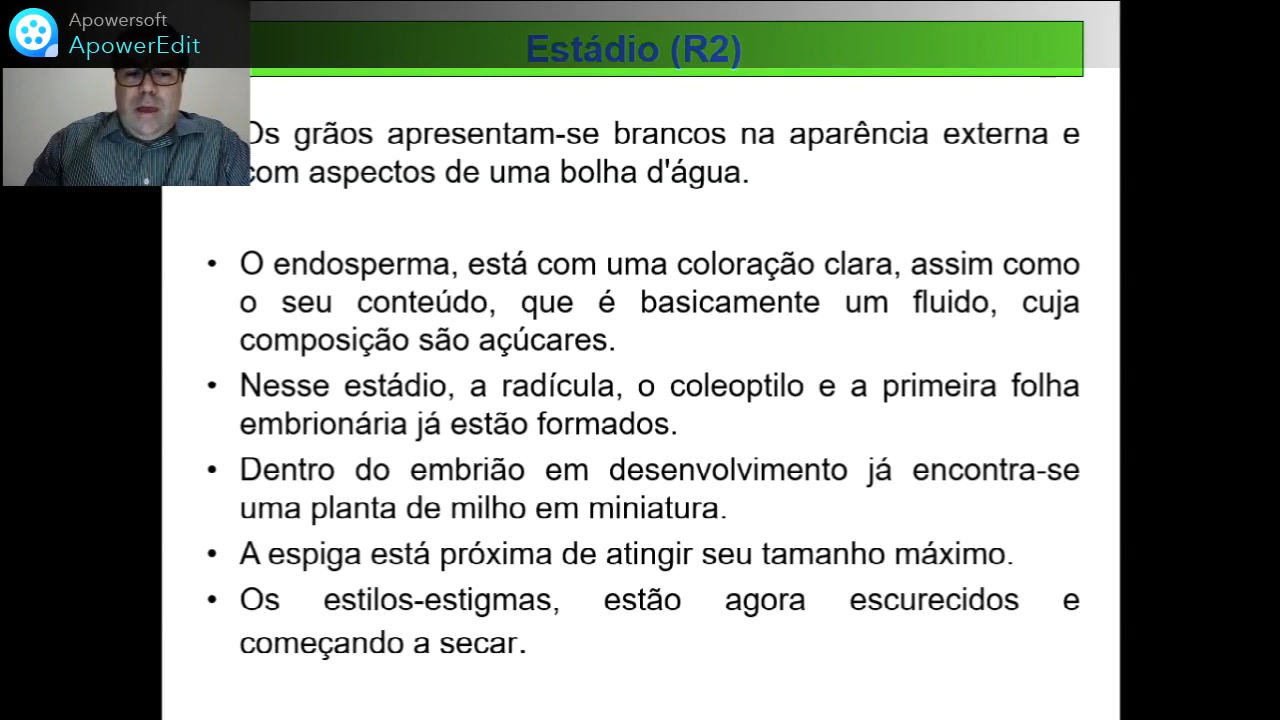 Apowersoft
ApowerEdit
Estádio (R2)
Os grãos apresentam-se brancos na aparência externa e
com aspectos de uma bolha d'água.
• O endosperma, está com uma coloração clara, assim como
o seu conteúdo, que é basicamente um fluido, cuja
composição são açúcares.
• Nesse estádio, a radícula, o coleoptilo e a primeira folha
embrionária já estão formados.
• Dentro do embrião em desenvolvimento já encontra-se
uma planta de milho em miniatura.
• A espiga está próxima de atingir seu tamanho máximo.
• Os estilos-estigmas, estão agora escurecidos e
começando a secar.